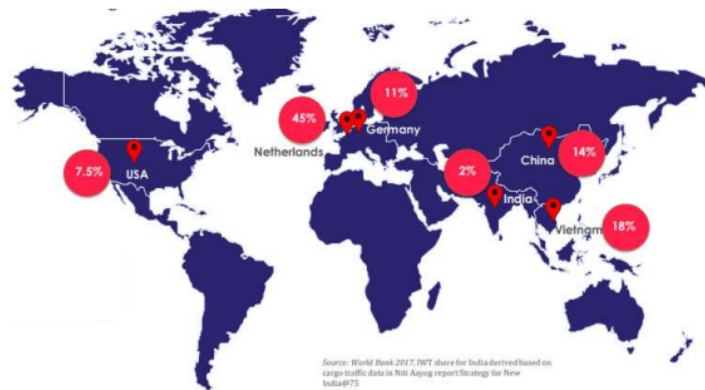 11%
45%
Germany
Netherlands
China
14%
7.5%
USA
2%
India
Vietnam
18%
Source: World Bank 2017, IWT share for India derived based on
cargo traffic data in Niti Aayog report Strategy for New
India@75